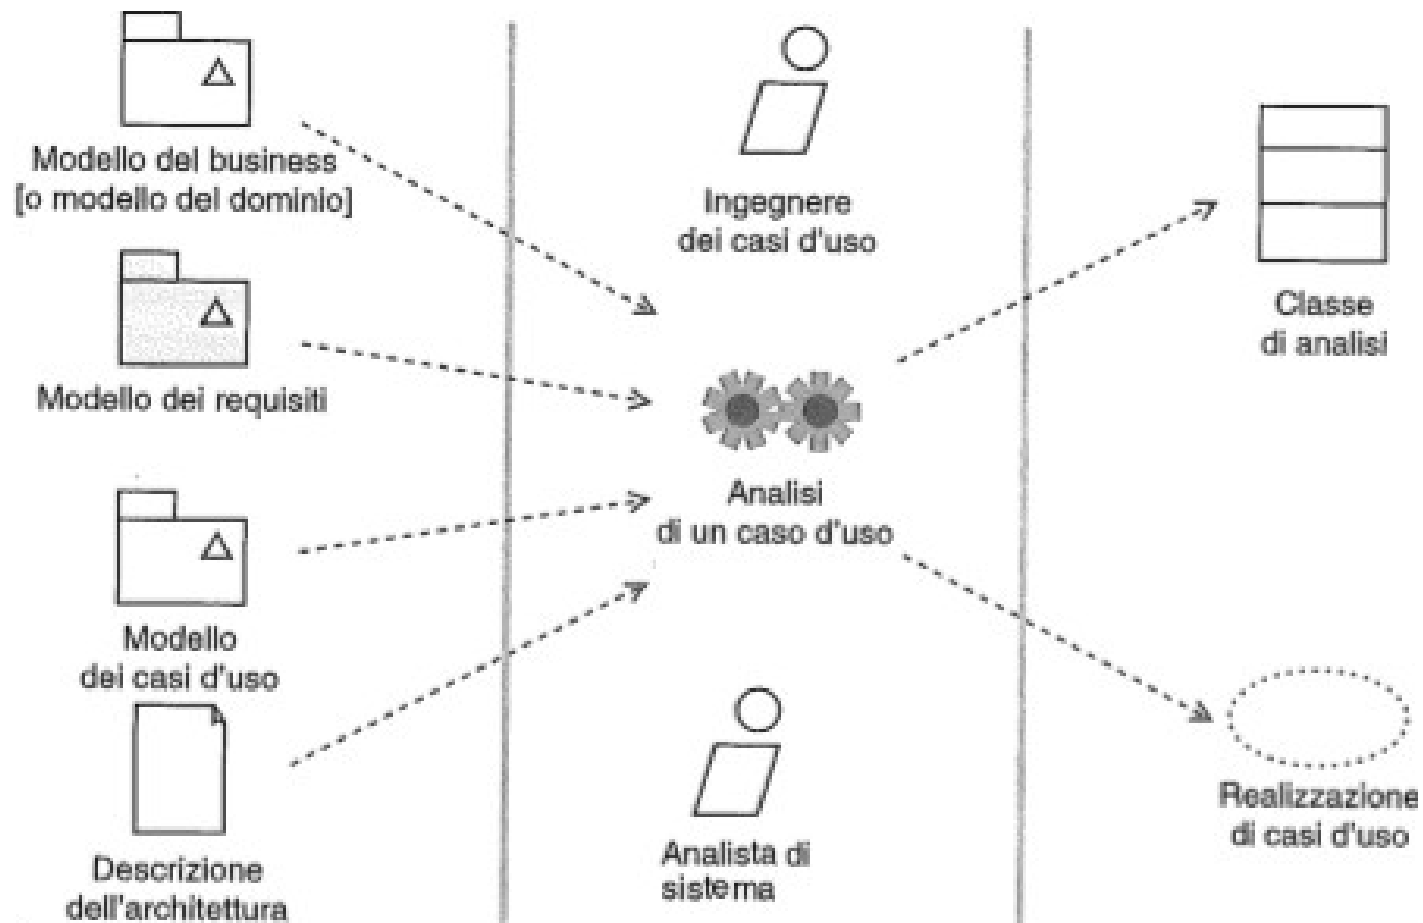 Modello del business
[o modello del dominio]
Modello dei requisiti
Modello
dei casi d'uso
Descrizione
dell'architettura
Ingegnere
dei casi d'uso
Analisi
di un caso d'uso
Analista di
sistema
Classe
di analisi
Realizzazione
di casi d'uso